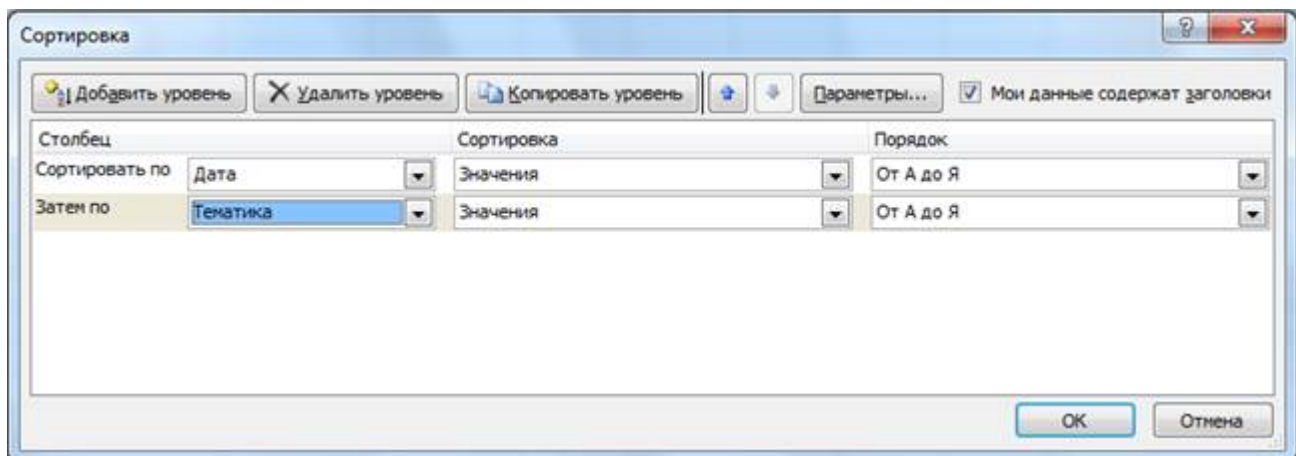 Сортировка
Добавить уровень Удалить уровень Копировать уровень Параметры... Мои данные содержат заголовки
Столбец Сортировка Порядок
Сортировать по Дата Значения От А до Я
Затем по Тематика Значения От А до Я
ОК Отмена